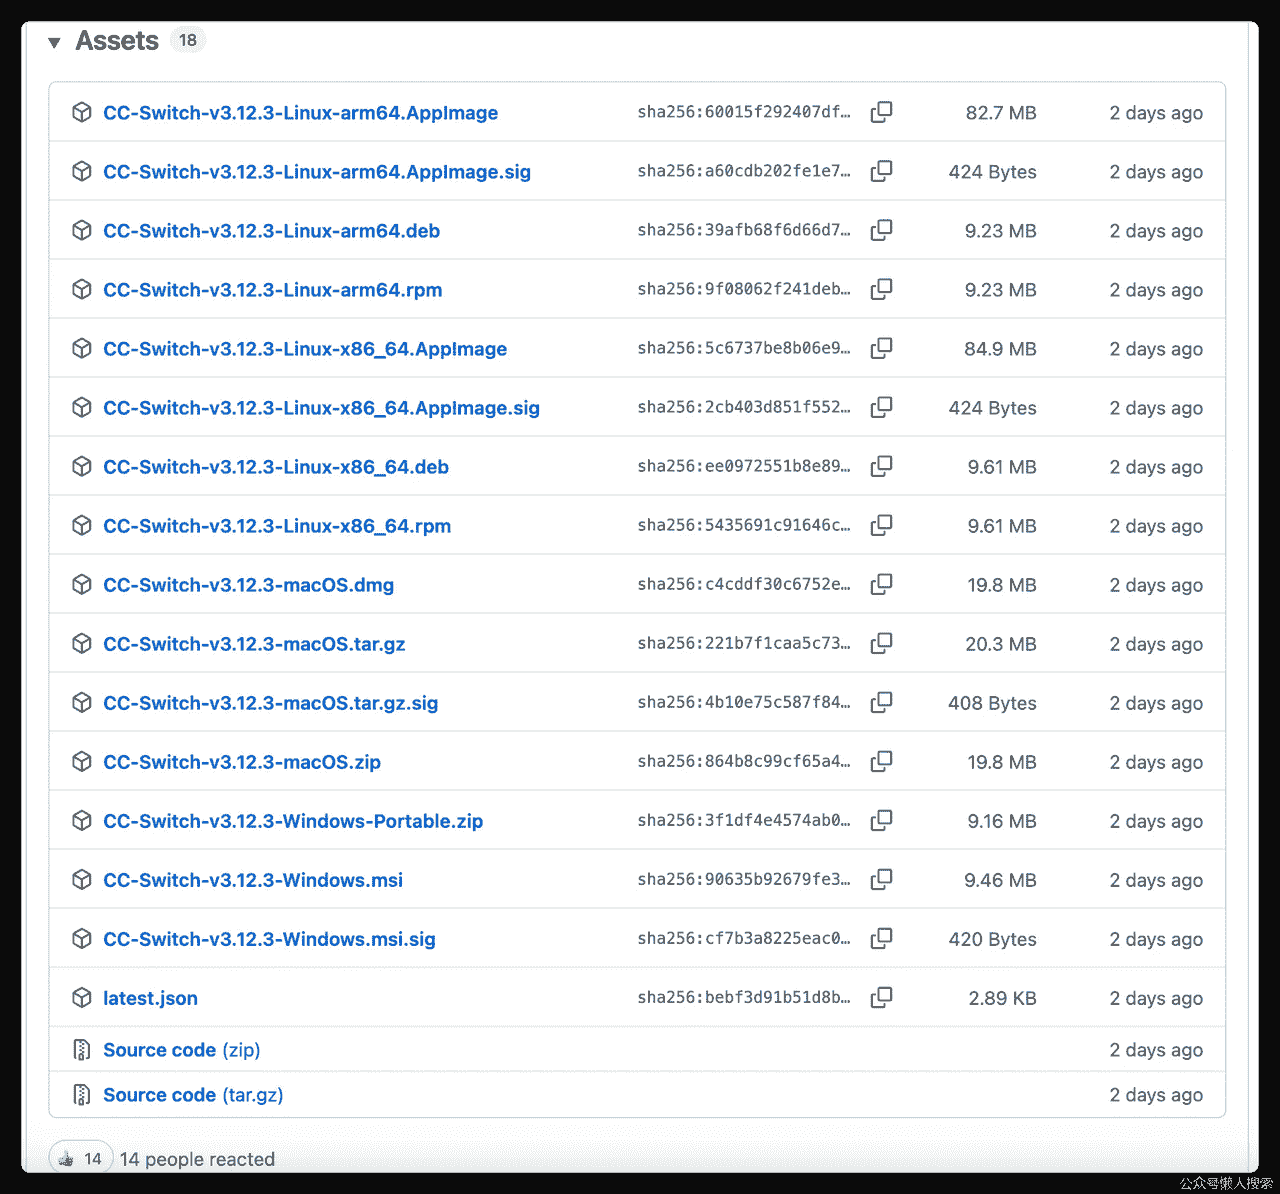 ▼ Assets 18
CC-Switch-v3.12.3-Linux-arm64.AppImage sha256:60015f292407df… 82.7 MB 2 days ago
CC-Switch-v3.12.3-Linux-arm64.AppImage.sig sha256:a60cdb202fe1e7… 424 Bytes 2 days ago
CC-Switch-v3.12.3-Linux-arm64.deb sha256:39afb68f6d66d7… 9.23 MB 2 days ago
CC-Switch-v3.12.3-Linux-arm64.rpm sha256:9f08062f241deb… 9.23 MB 2 days ago
CC-Switch-v3.12.3-Linux-x86_64.AppImage sha256:5c6737be8b06e9… 84.9 MB 2 days ago
CC-Switch-v3.12.3-Linux-x86_64.AppImage.sig sha256:2cb403d851f552… 424 Bytes 2 days ago
CC-Switch-v3.12.3-Linux-x86_64.deb sha256:ee0972551b8e89… 9.61 MB 2 days ago
CC-Switch-v3.12.3-Linux-x86_64.rpm sha256:5435691c91646c… 9.61 MB 2 days ago
CC-Switch-v3.12.3-macOS.dmg sha256:c4cddf30c6752e… 19.8 MB 2 days ago
CC-Switch-v3.12.3-macOS.tar.gz sha256:221b7f1caa5c73… 20.3 MB 2 days ago
CC-Switch-v3.12.3-macOS.tar.gz.sig sha256:4b10e75c587f84… 408 Bytes 2 days ago
CC-Switch-v3.12.3-macOS.zip sha256:864b8c99cf65a4… 19.8 MB 2 days ago
CC-Switch-v3.12.3-Windows-Portable.zip sha256:3f1df4e4574ab0… 9.16 MB 2 days ago
CC-Switch-v3.12.3-Windows.msi sha256:90635b92679fe3… 9.46 MB 2 days ago
CC-Switch-v3.12.3-Windows.msi.sig sha256:cf7b3a8225eac0… 420 Bytes 2 days ago
latest.json sha256:bebf3d91b51d8b… 2.89 KB 2 days ago
Source code (zip) 2 days ago
Source code (tar.gz) 2 days ago
👍 14 14 people reacted
公众号懒人搜索